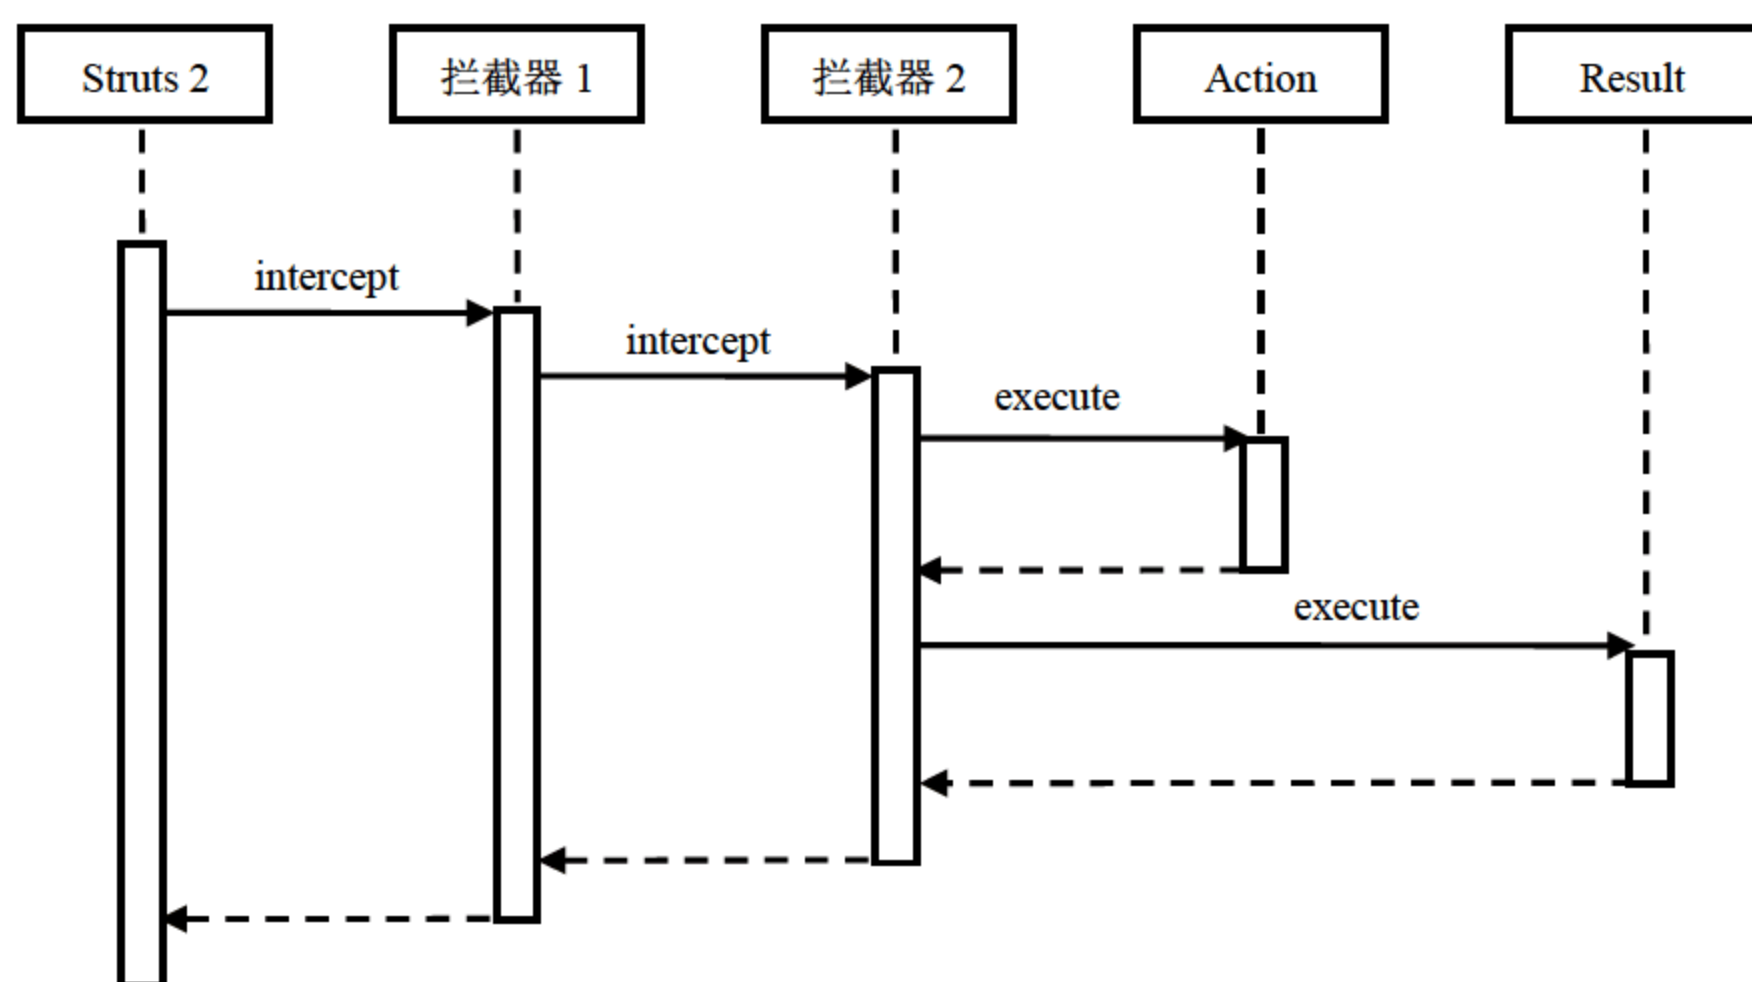 Struts 2
拦截器 1
拦截器 2
Action
Result
intercept
intercept
execute
execute